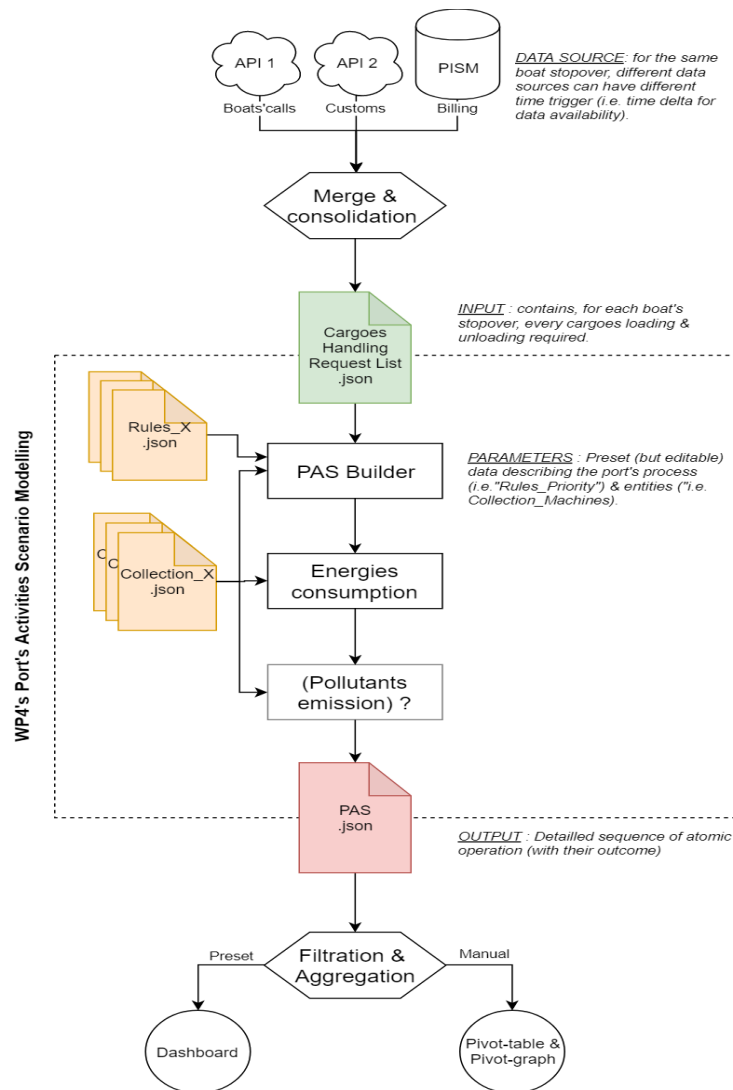 API 1
API 2
PISM
Boats'calls
Customs
Billing
DATA SOURCE: for the same
boat stopover, different data
sources can have different
time trigger (i.e. time delta for
data availability).
Merge &
consolidation
INPUT : contains, for each boat's
stopover, every cargoes loading &
unloading required.
Cargoes
Handling
Request List
.json
WP4's Port's Activities Scenario Modelling
Rules_X
.json
PAS Builder
PARAMETERS : Preset (but editable)
data describing the port's process
(i.e."Rules_Priority") & entities ("i.e.
Collection_Machines).
C
C
Collection_X
.json
Energies
consumption
(Pollutants
emission) ?
PAS
.json
OUTPUT : Detailled sequence of atomic
operation (with their outcome)
Filtration &
Aggregation
Preset
Manual
Dashboard
Pivot-table &
Pivot-graph